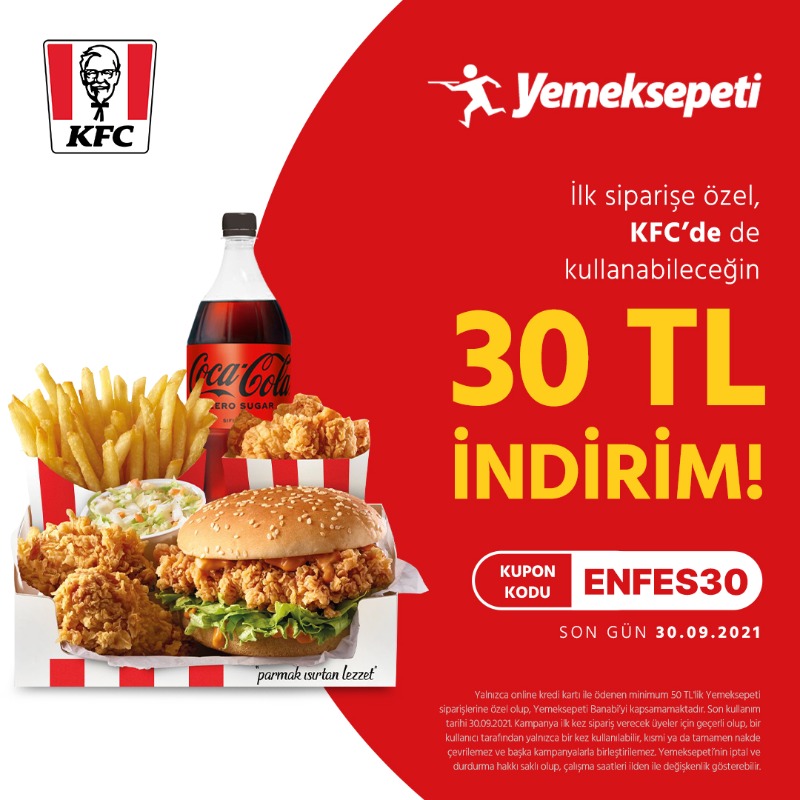 KFC
Yemeksepeti
İlk siparişe özel,
KFC'de de
kullanabileceğin
30 TL
İNDİRİM!
KUPON
KODU
ENFES30
SON GÜN 30.09.2021
Coca-Cola
ZERO SUGAR
"parmak ısırtan lezzet"
Yalnızca online kredi kartı ile ödenen minimum 50 TL'lik Yemeksepeti
siparişlerine özel olup, Yemeksepeti Banabi'yi kapsamamaktadır. Son kullanım
tarihi 30.09.2021. Kampanya ilk kez sipariş verecek üyeler için geçerli olup, bir
kullanıcı tarafından yalnızca bir kez kullanılabilir, kısmi ya da tamamen nakde
çevrilemez ve başka kampanyalarla birleştirilemez. Yemeksepeti'nin iptal ve
durdurma hakkı saklı olup, çalışma saatleri ilden ile değişkenlik gösterebilir.